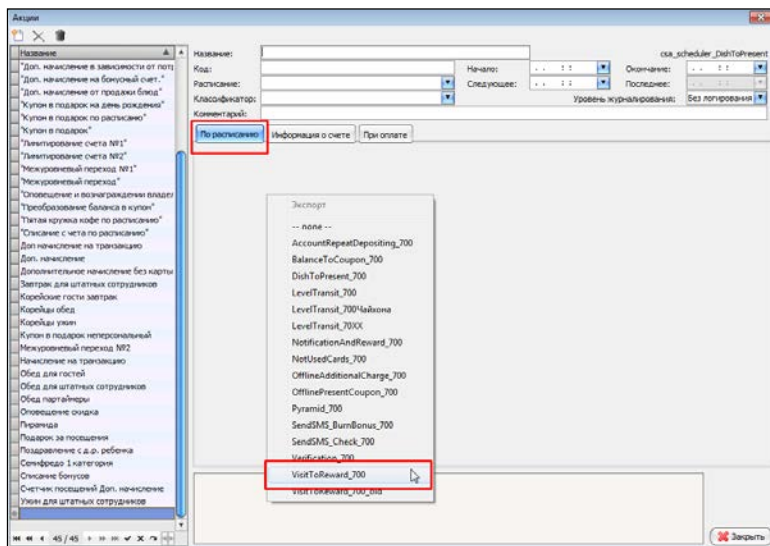 Акции
Название
Название:
csa_scheduler_DishToPresent
Код:
Начало:
Окончание:
Расписание:
Следующее:
Последнее:
Классификатор:
Уровень журналирования:
Без логирования
Комментарий:
По расписанию
Информация о счете
При оплате
"Доп. начисление в зависимости от потр
"Доп. начисление на бонусный счет."
"Доп. начисление от продажи блюд"
"Купон в подарок на день рождения"
"Купон в подарок по расписаню"
"Купон в подарок"
"Лимитирование счета №1"
"Лимитирование счета №2"
"Межуровневый переход №1"
"Межуровневый переход"
"Оповещение и вознаграждении владел
"Преобразование баланса в купон"
"Пятая кружка кофе по расписанию"
"Списание с чета по расписанию"
Доп начисление на транзакцию
Доп. начисление
Дополнительное начисление без карты
Завтрак для штатных сотрудников
Корейские гости завтрак
Корейцы обед
Корейцы ужин
Купон в подарок неперсональный
Межуровневый переход №2
Начисление на транзакцию
Обед для гостей
Обед для штатных сотрудников
Обед партайнеры
Оповещение скидка
Пирамида
Подарок за посещения
Поздравление с д.р. ребенка
Семифредо 1 категория
Списание бонусов
Счетчик посещений Доп. начисление
Ужин для штатных сотрудников
Экспорт
-- none --
AccountRepeatDepositing_700
BalanceToCoupon_700
DishToPresent_700
LevelTransit_700
LevelTransit_700Чайхона
LevelTransit_70XX
NotificationAndReward_700
NotUsedCards_700
OfflineAdditionalCharge_700
OfflinePresentCoupon_700
Pyramid_700
SendSMS_BurnBonus_700
SendSMS_Check_700
Verification_700
VisitToReward_700
VisitToReward_700_old
45 / 45
Закрыть